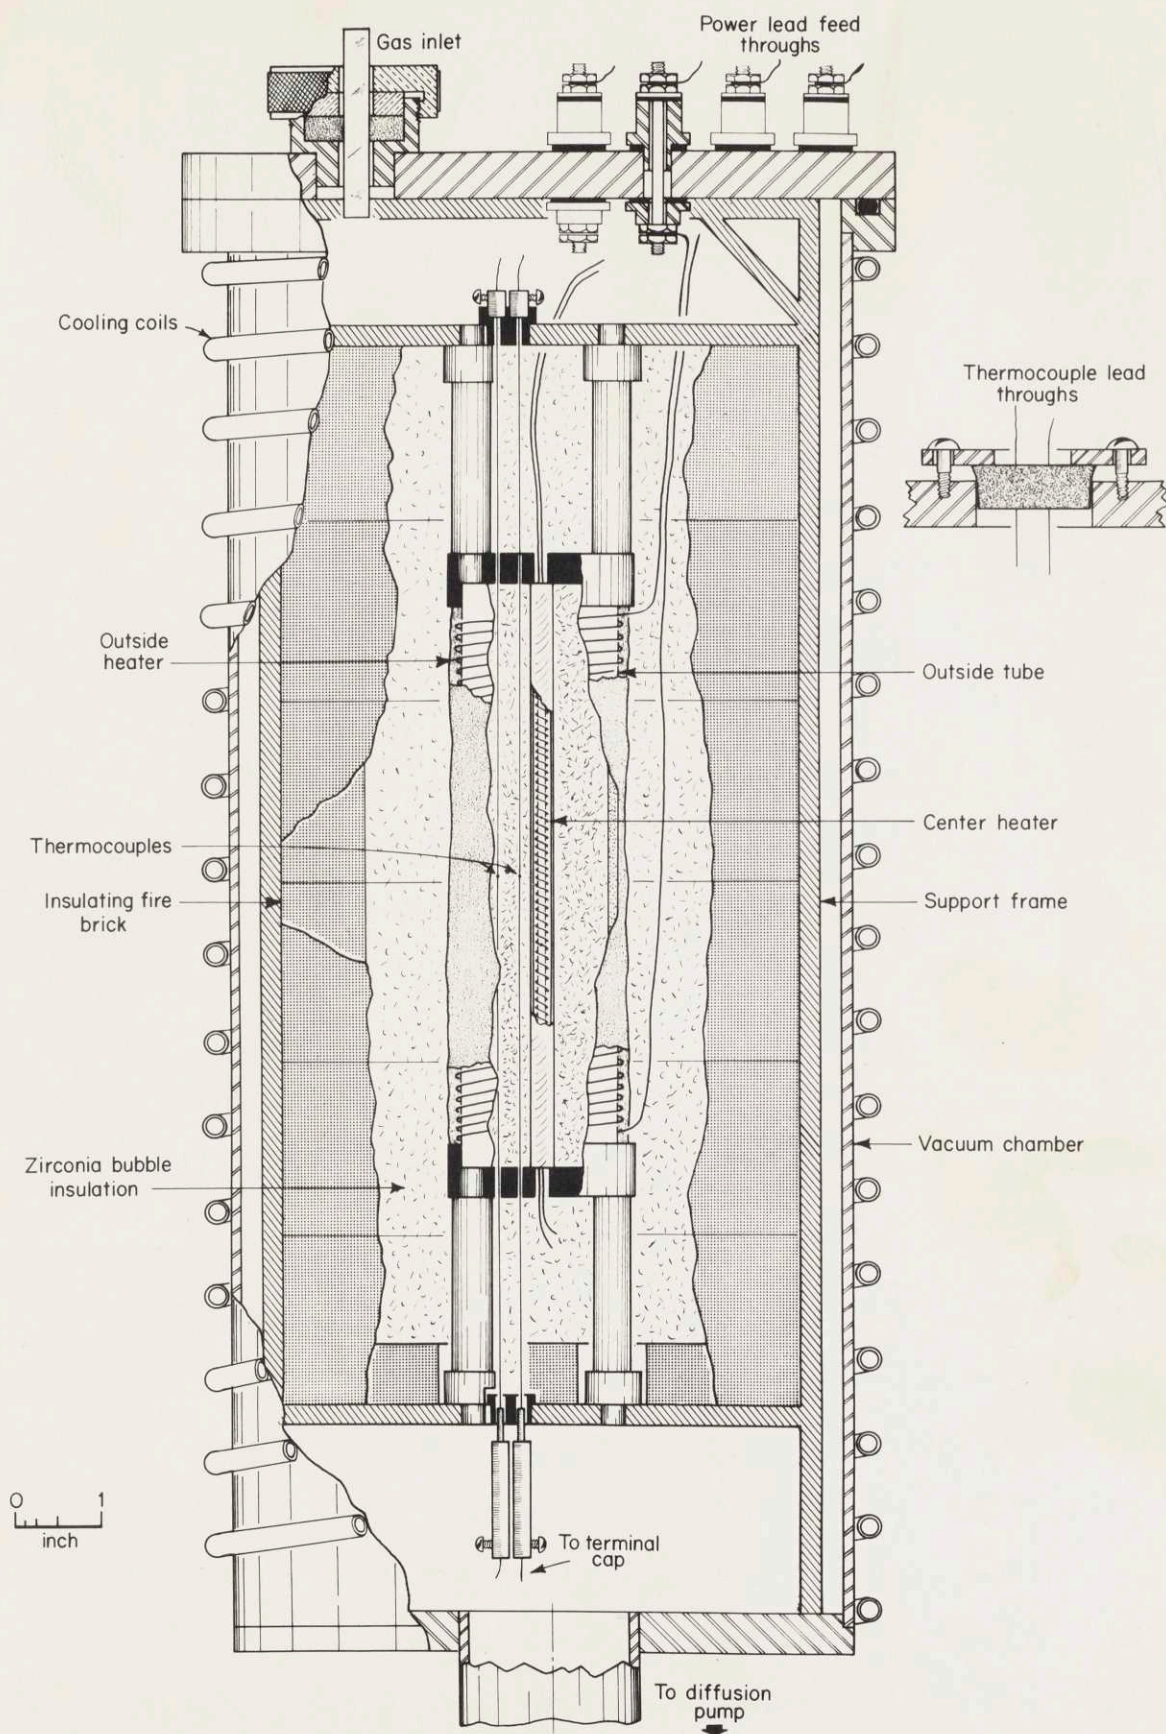 Gas inlet
Power lead feed
throughs
Cooling coils
Thermocouple lead
throughs
Outside
heater
Outside tube
Center heater
Thermocouples
Insulating fire
brick
Support frame
Vacuum chamber
Zirconia bubble
insulation
0 1
inch
To terminal
cap
To diffusion
pump